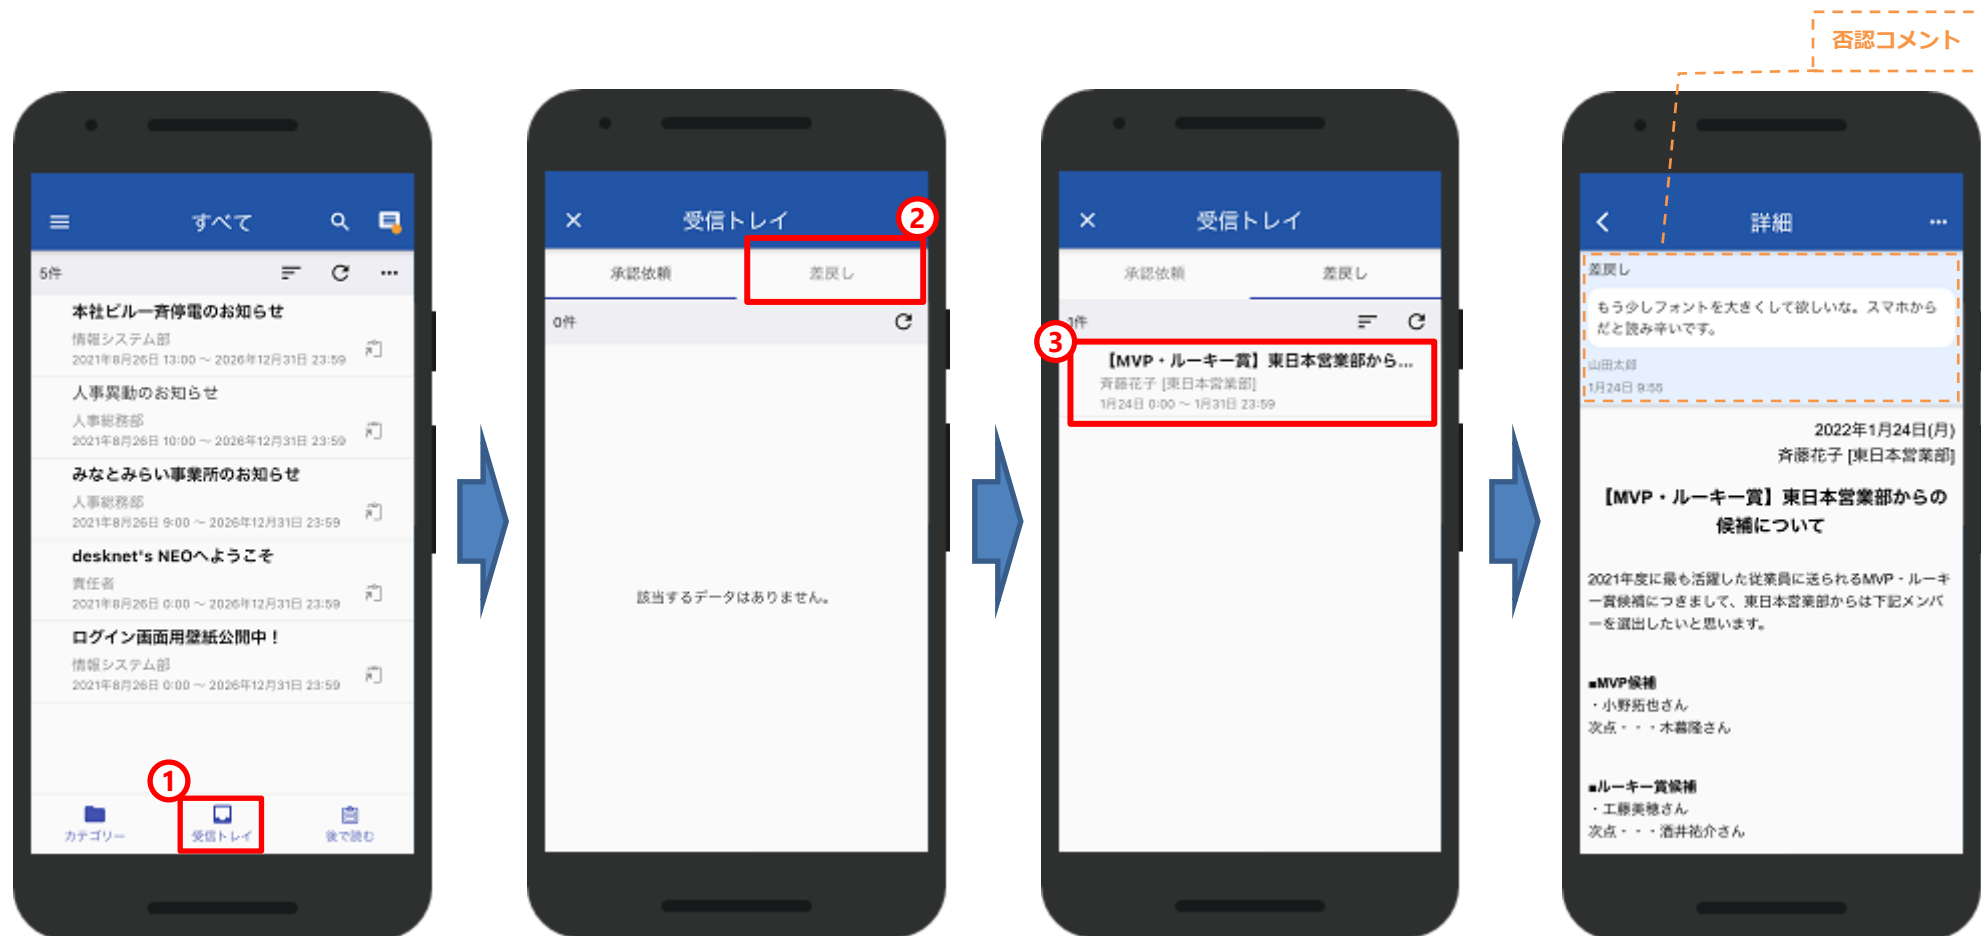 否認コメント
すべて
5件
本社ビル一斉停電のお知らせ
情報システム部
2021年8月26日 13:00 ～ 2026年12月31日 23:59
人事異動のお知らせ
人事総務部
2021年8月26日 10:00 ～ 2026年12月31日 23:59
みなとみらい事業所のお知らせ
人事総務部
2021年8月26日 9:00 ～ 2026年12月31日 23:59
desknet's NEOへようこそ
責任者
2021年8月26日 0:00 ～ 2026年12月31日 23:59
ログイン画面用壁紙公開中！
情報システム部
2021年8月26日 0:00 ～ 2026年12月31日 23:59
1
カテゴリー
受信トレイ
後で読む
受信トレイ
2
承認依頼
差戻し
0件
該当するデータはありません。
受信トレイ
承認依頼
差戻し
件
3
【MVP・ルーキー賞】東日本営業部から...
斉藤花子 [東日本営業部]
1月24日 0:00 ～ 1月31日 23:59
詳細
差戻し
もう少しフォントを大きくして欲しいな。スマホから
だと読み辛いです。
山田太郎
1月24日 9:55
2022年1月24日(月)
斉藤花子 [東日本営業部]
【MVP・ルーキー賞】東日本営業部からの
候補について
2021年度に最も活躍した従業員に送られるMVP・ルーキ
ー賞候補につきまして、東日本営業部からは下記メンバ
ーを選出したいと思います。
■MVP候補
・小野拓也さん
次点・・・木暮隆さん
■ルーキー賞候補
・工藤美穂さん
次点・・・酒井祐介さん